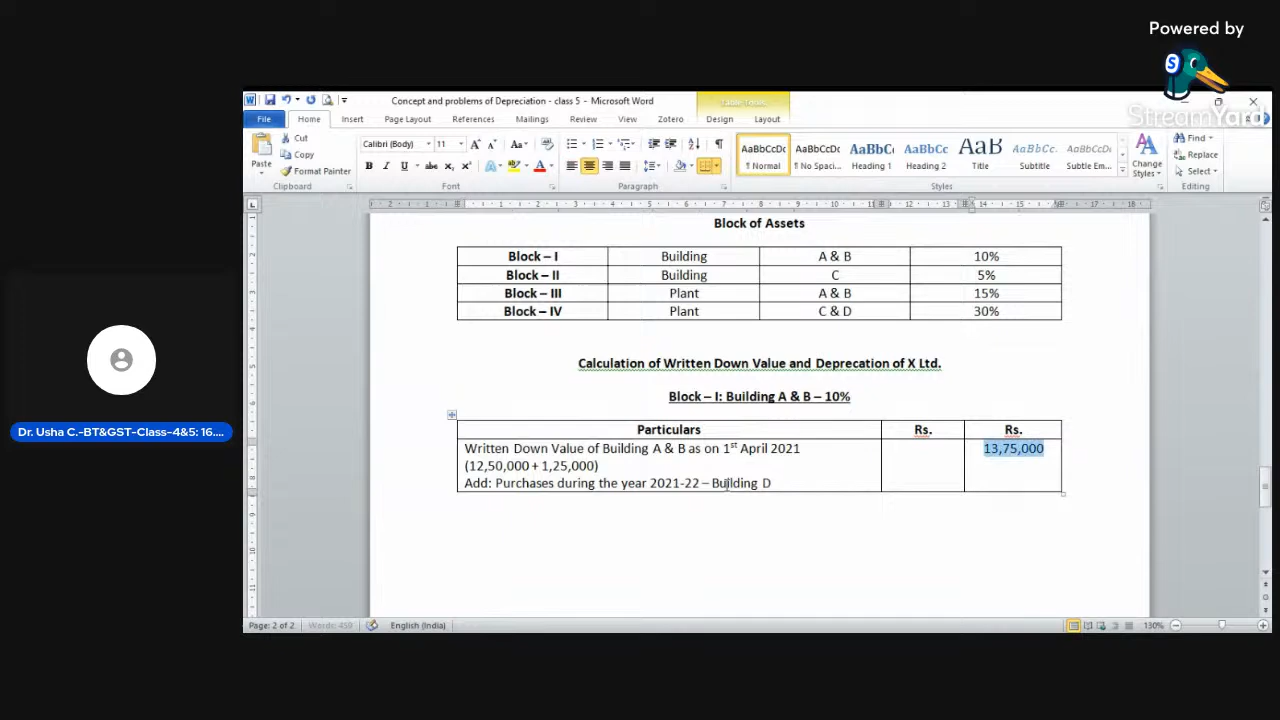 Powered by
S
StreamYard
Concept and problems of Depreciation - class 5 - Microsoft Word
Table Tools
File Home Insert Page Layout References Mailings Review View Zotero Design Layout
Cut
Copy
Format Painter
Paste
Calibri (Body) 11
AaBbCcDc AaBbCcDc AaBbC AaBbCc AaB AaBbCc. AaBbCcD
¶ Normal ¶ No Spaci... Heading 1 Heading 2 Title Subtitle Subtle Em...
Change Styles
Find
Replace
Select
Clipboard Font Paragraph Styles Editing
Block of Assets
Block – I Building A & B 10%
Block – II Building C 5%
Block – III Plant A & B 15%
Block – IV Plant C & D 30%
Calculation of Written Down Value and Deprecation of X Ltd.
Block – I: Building A & B – 10%
Particulars Rs. Rs.
Written Down Value of Building A & B as on 1st April 2021 13,75,000
(12,50,000 + 1,25,000)
Add: Purchases during the year 2021-22 – Building D
Dr. Usha C.-BT&GST-Class-4&5: 16....
Page: 2 of 2 Words: 459 English (India) 130%